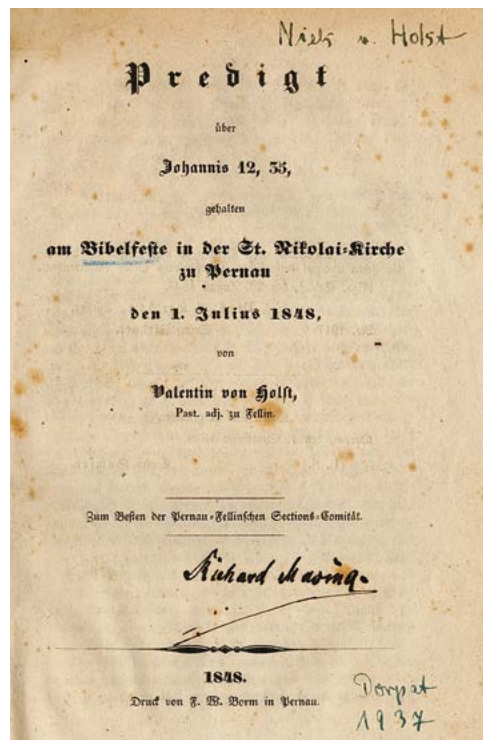 Niels v. Holst
Predigt
über
Johannis 12, 35,
gehalten
am Bibelfeste in der St. Nikolai-Kirche
zu Pernau
den 1. Julius 1848,
von
Valentin von Holst,
Past. adj. zu Fellin.
Zum Besten der Pernau-Fellinschen Sections-Comität.
Richard Masing.
1848.
Druck von F. W. Borm in Pernau.
Dorpat
1937